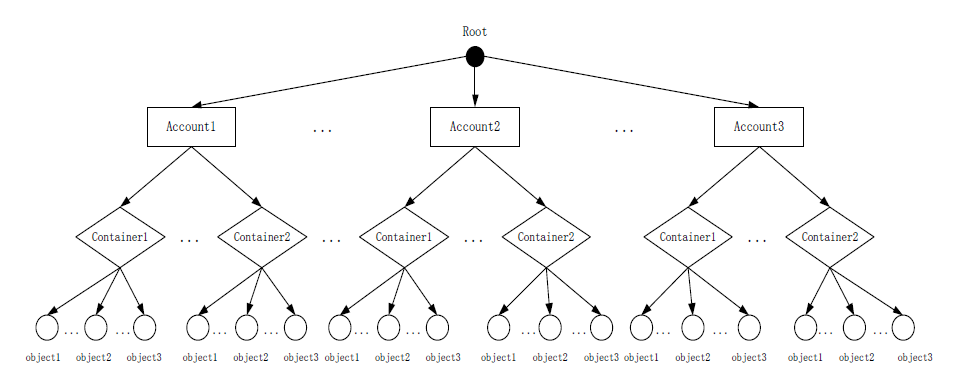 Root
Account1 ... Account2 ... Account3
Container1 ... Container2 ... Container1 ... Container2 Container1 ... Container2
... ... ... ... ... ... ... ... ... ... ... ...
object1 object2 object3 object1 object2 object3 object1 object2 object3 object1 object2 object3 object1 object2 object3 object1 object2 object3